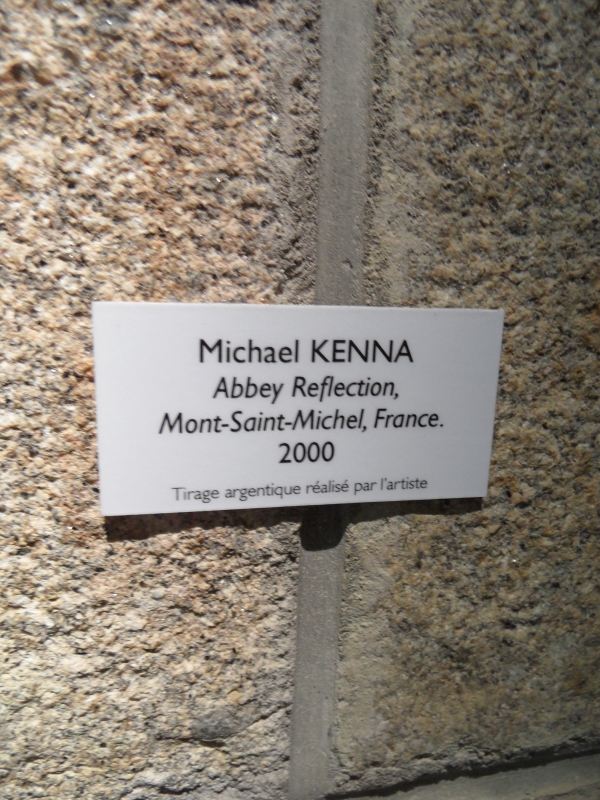 Michael KENNA
Abbey Reflection,
Mont-Saint-Michel, France.
2000
Tirage argentique réalisé par l'artiste